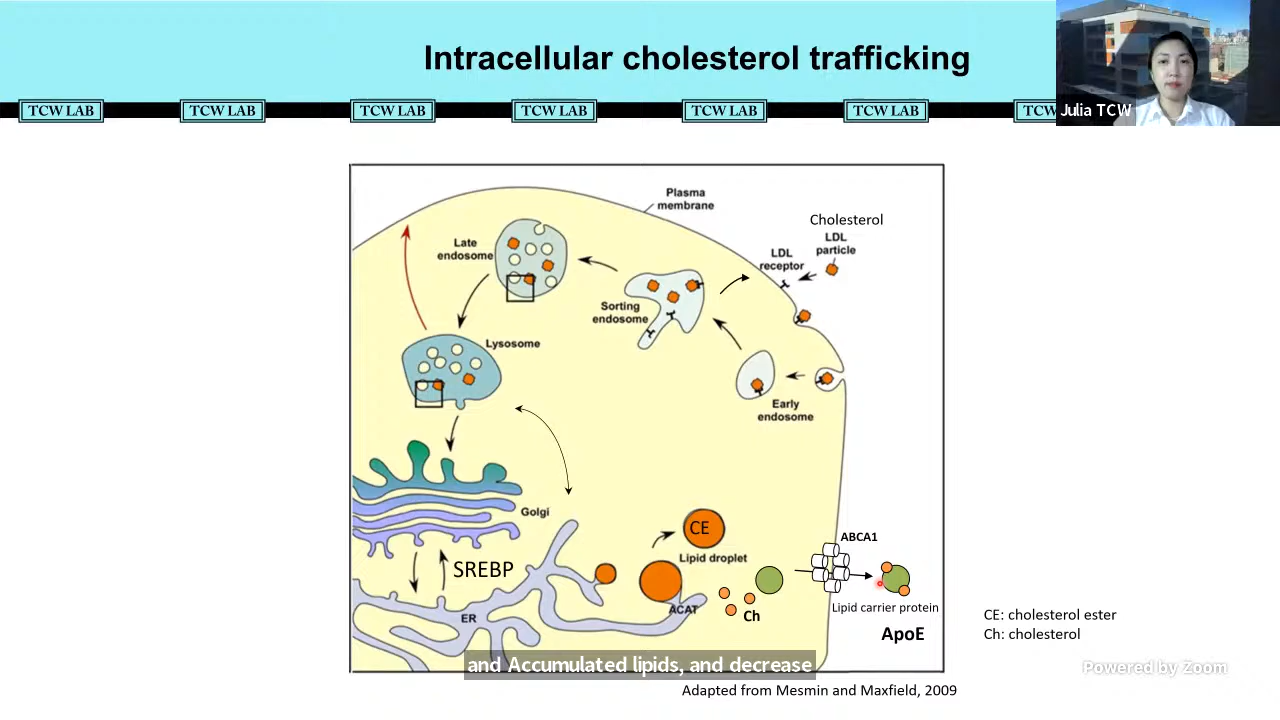 Intracellular cholesterol trafficking
Julia TCW
TCW LAB
TCW LAB
TCW LAB
TCW LAB
TCW LAB
TCW LAB
TCW
Plasma
membrane
Cholesterol
LDL
particle
LDL
receptor
Late
endosome
Sorting
endosome
Lysosome
Early
endosome
Golgi
SREBP
ER
CE
Lipid droplet
ACAT
Ch
ABCA1
Lipid carrier protein
ApoE
CE: cholesterol ester
Ch: cholesterol
and Accumulated lipids, and decrease
Powered by Zoom
Adapted from Mesmin and Maxfield, 2009